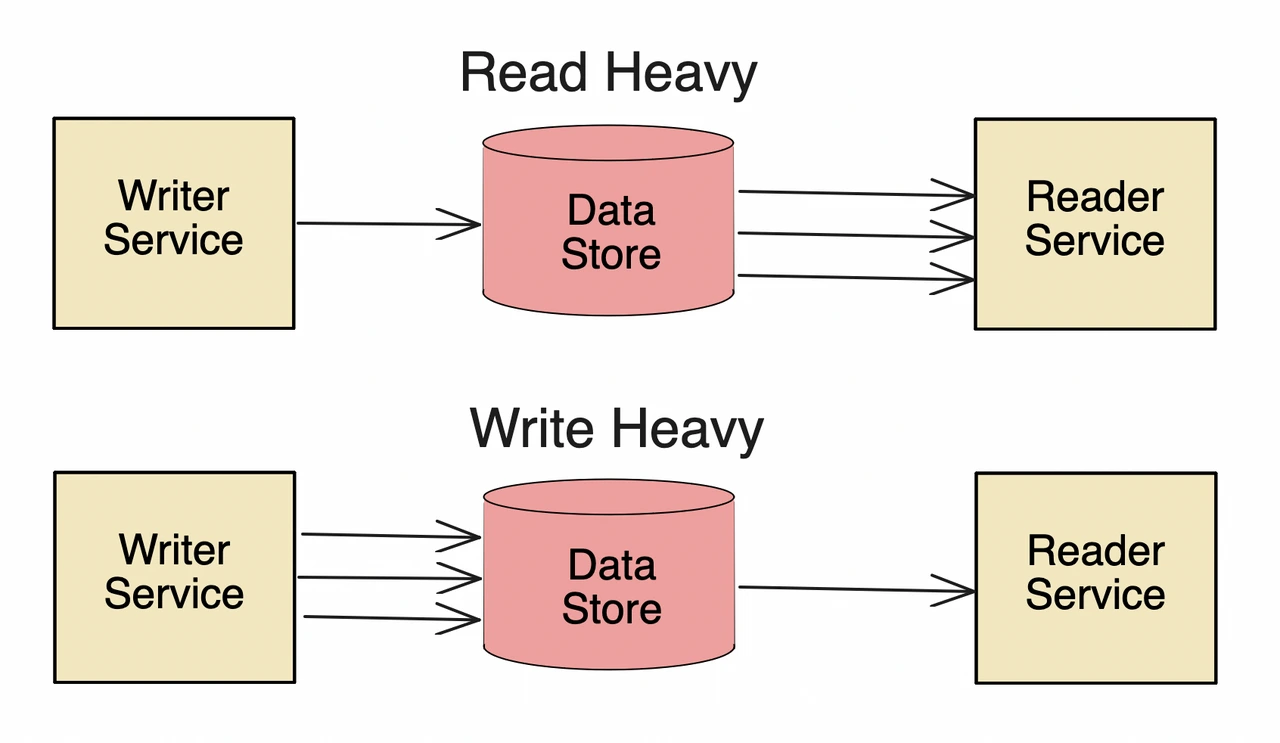 Read Heavy
Writer
Service
Data
Store
Reader
Service
Write Heavy
Writer
Service
Data
Store
Reader
Service